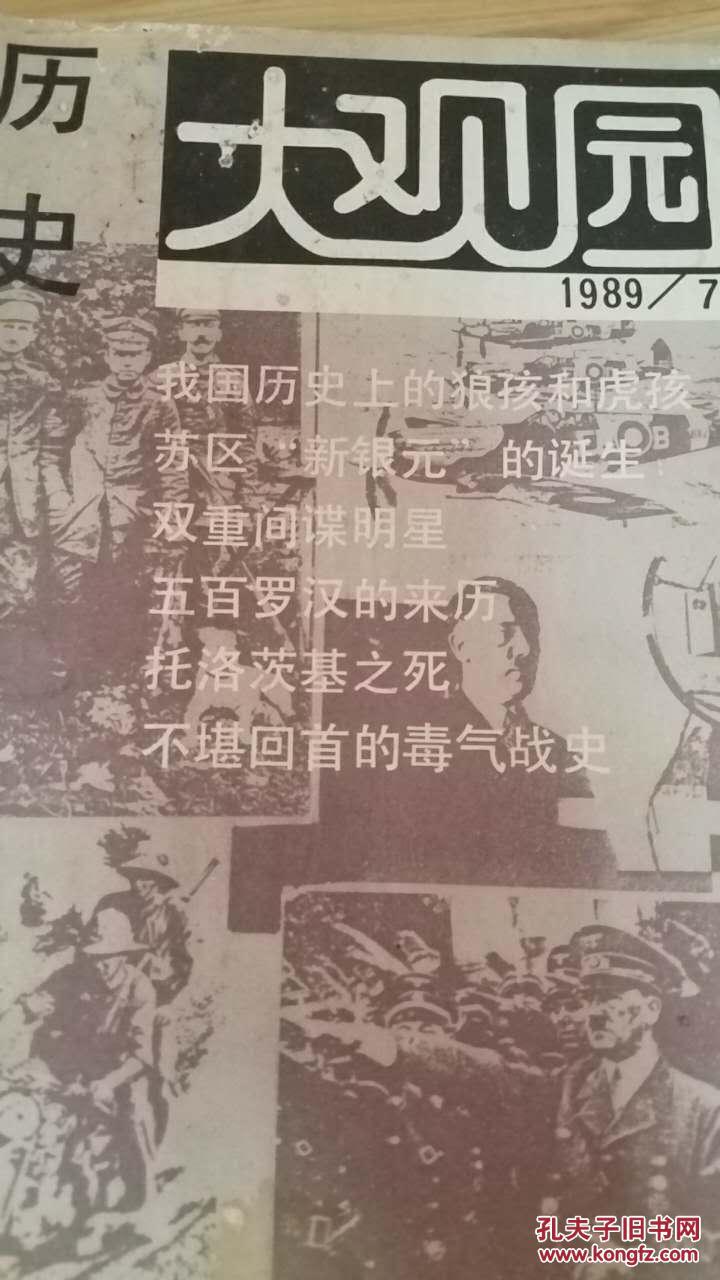 历史
大观园
1989/7
我国历史上的狼孩和虎孩
苏区“新银元”的诞生
双重间谍明星
五百罗汉的来历
托洛茨基之死
不堪回首的毒气战史
B
孔夫子旧书网
www.kongfz.com